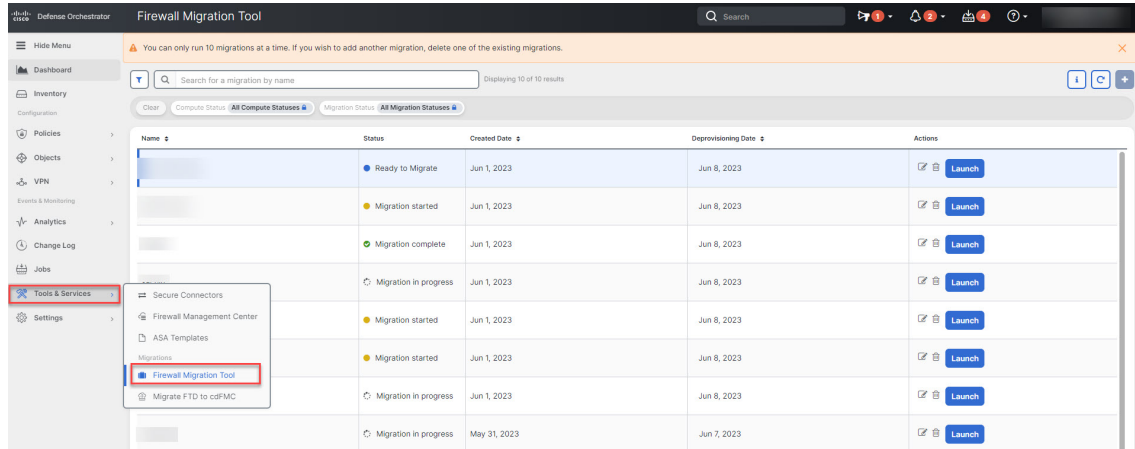 cisco Defense Orchestrator
Firewall Migration Tool
Search
1
2
4
Hide Menu
You can only run 10 migrations at a time. If you wish to add another migration, delete one of the existing migrations.
Dashboard
Search for a migration by name
Displaying 10 of 10 results
Inventory
Clear
Compute Status All Compute Statuses
Migration Status All Migration Statuses
Configuration
Policies
Name Status Created Date Deprovisioning Date Actions
Objects
Ready to Migrate Jun 1, 2023 Jun 8, 2023 Launch
VPN
Events & Monitoring
Migration started Jun 1, 2023 Jun 8, 2023 Launch
Analytics
Change Log
Migration complete Jun 1, 2023 Jun 8, 2023 Launch
Jobs
Migration in progress Jun 1, 2023 Jun 8, 2023 Launch
Tools & Services
Secure Connectors
Settings
Firewall Management Center
Migration started Jun 1, 2023 Jun 8, 2023 Launch
ASA Templates
Migrations
Migration started Jun 1, 2023 Jun 8, 2023 Launch
Firewall Migration Tool
Migrate FTD to cdFMC
Migration in progress Jun 1, 2023 Jun 8, 2023 Launch
Migration in progress May 31, 2023 Jun 7, 2023 Launch